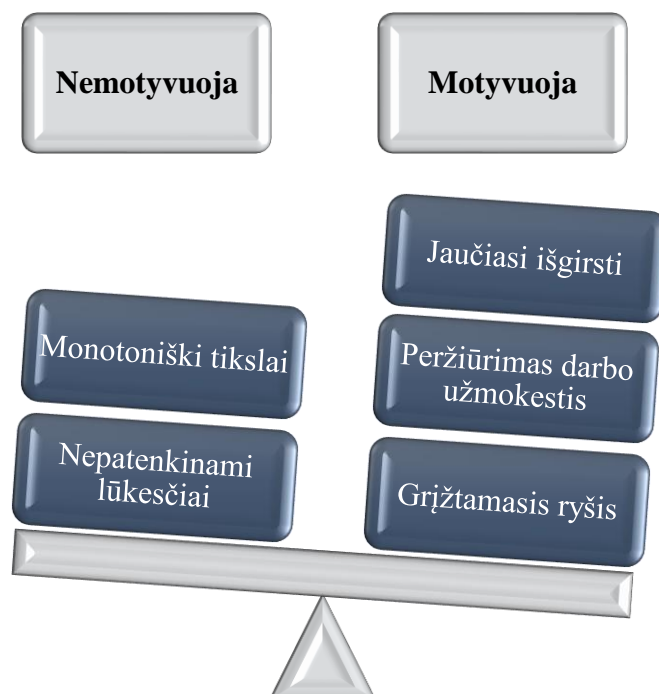 Nemotyvuoja
Motyvuoja
Jaučiasi išgirsti
Monotoniški tikslai
Peržiūrimas darbo
užmokestis
Nepatenkinami
lūkesčiai
Grįžtamasis ryšis